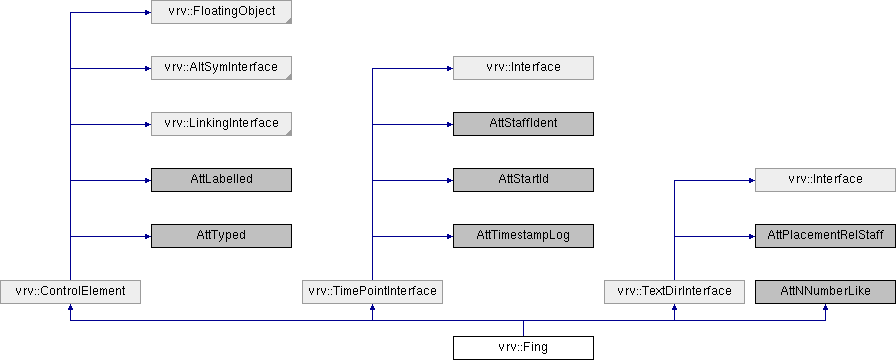 vrv::FloatingObject
vrv::AltSymInterface
vrv::Interface
vrv::LinkingInterface
AttStaffIdent
AttLabelled
AttStartId
vrv::Interface
AttTyped
AttTimestampLog
AttPlacementRelStaff
vrv::ControlElement
vrv::TimePointInterface
vrv::TextDirInterface
AttNNumberLike
vrv::Fing